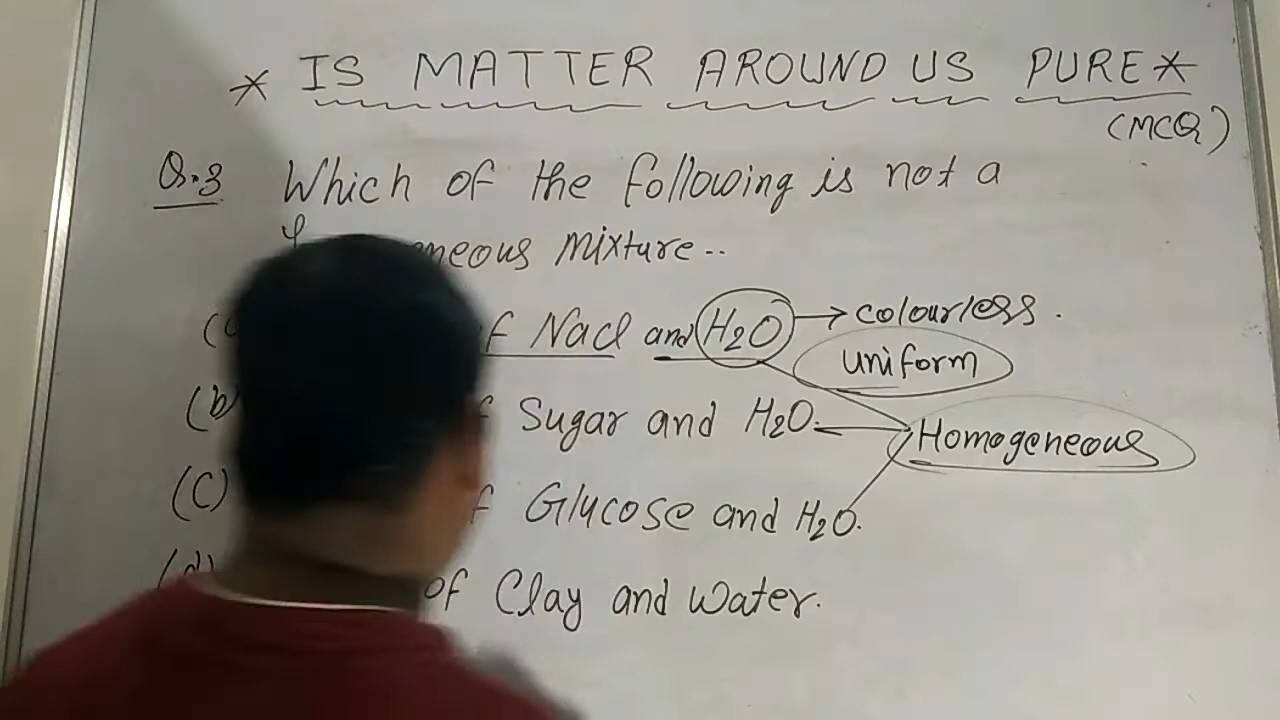 * IS MATTER AROUND US PURE *
(MCQ)
Q.3 Which of the following is not a
mixture..
NaCl and H2O → colourless.
uniform
(b) Sugar and H2O.
Homogeneous
(C) Glucose and H2O.
(d) of Clay and Water.